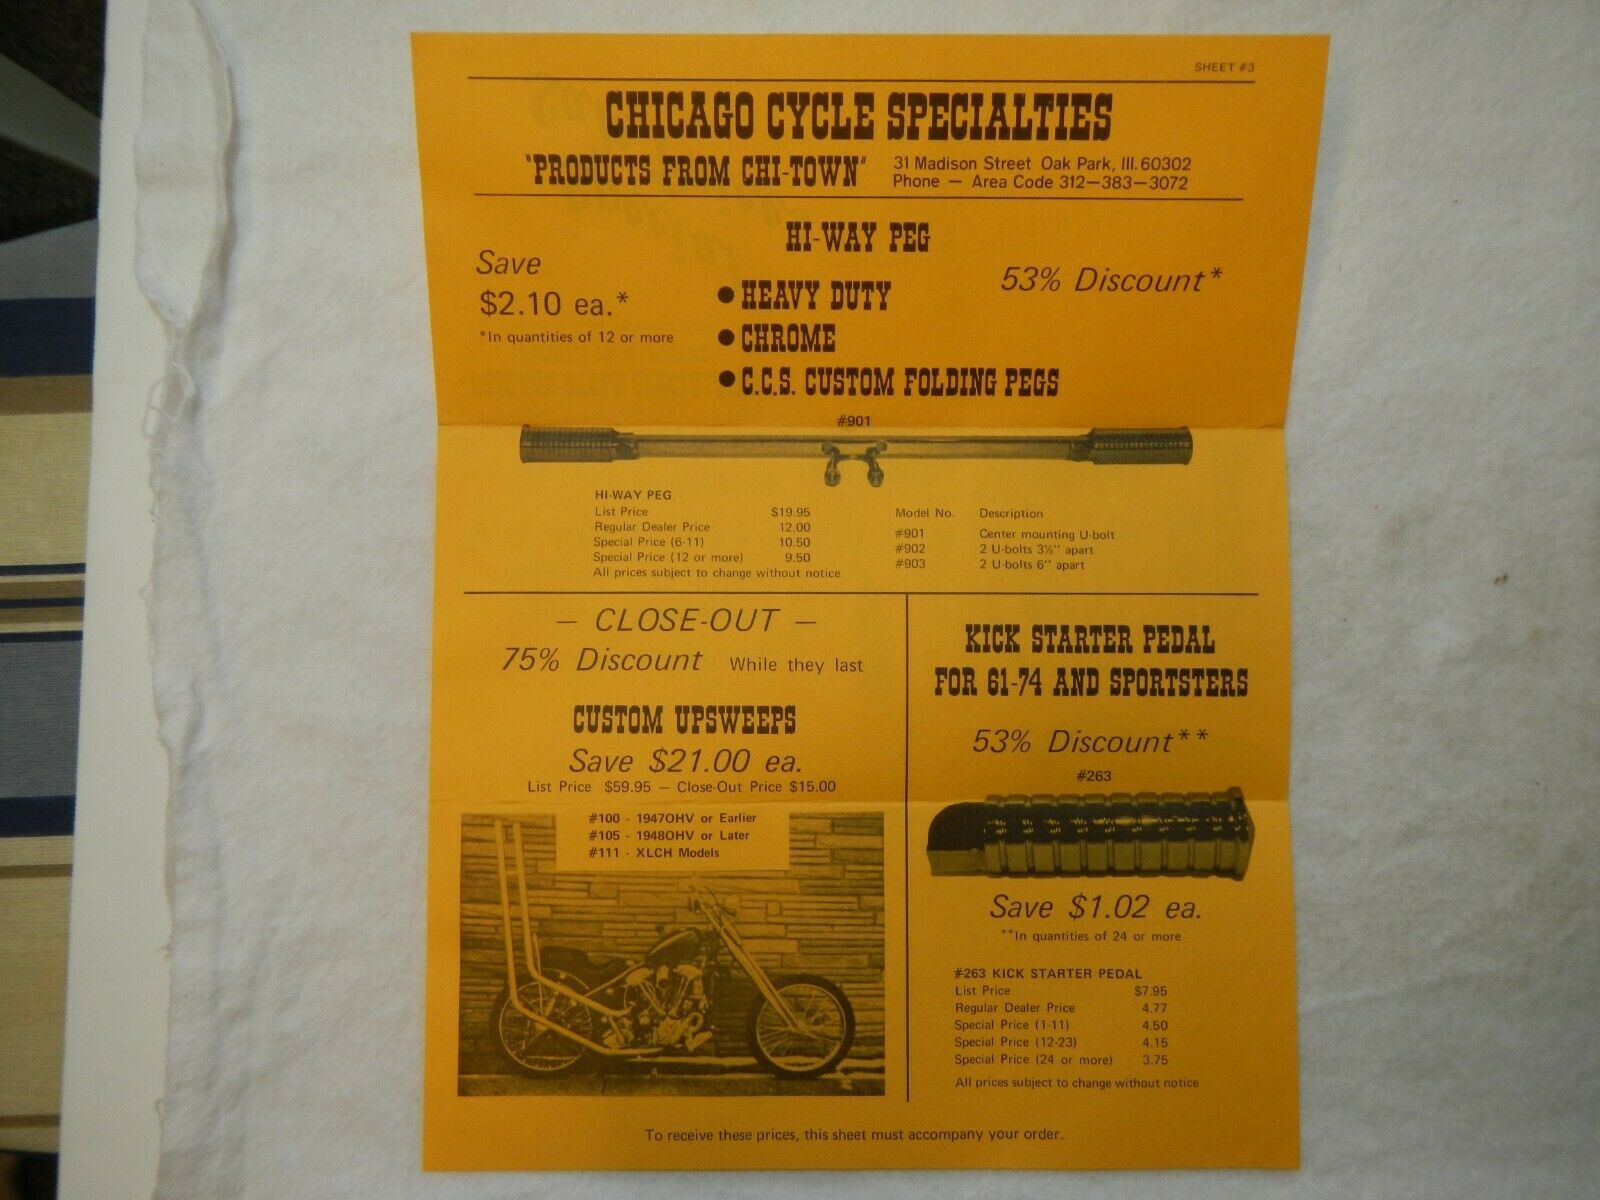 SHEET #3
CHICAGO CYCLE SPECIALTIES
"PRODUCTS FROM CHI-TOWN"
31 Madison Street Oak Park, Ill. 60302
Phone — Area Code 312—383—3072
HI-WAY PEG
Save
$2.10 ea.*
*In quantities of 12 or more
53% Discount*
● HEAVY DUTY
● CHROME
● C.C.S. CUSTOM FOLDING PEGS
#901
HI-WAY PEG
List Price $19.95
Regular Dealer Price 12.00
Special Price (6-11) 10.50
Special Price (12 or more) 9.50
All prices subject to change without notice
Model No. Description
#901 Center mounting U-bolt
#902 2 U-bolts 3½" apart
#903 2 U-bolts 6" apart
— CLOSE-OUT —
75% Discount While they last
CUSTOM UPSWEEPS
Save $21.00 ea.
List Price $59.95 — Close-Out Price $15.00
#100 - 1947OHV or Earlier
#105 - 1948OHV or Later
#111 - XLCH Models
KICK STARTER PEDAL
FOR 61-74 AND SPORTSTERS
53% Discount**
#263
Save $1.02 ea.
**In quantities of 24 or more
#263 KICK STARTER PEDAL
List Price $7.95
Regular Dealer Price 4.77
Special Price (1-11) 4.50
Special Price (12-23) 4.15
Special Price (24 or more) 3.75
All prices subject to change without notice
To receive these prices, this sheet must accompany your order.